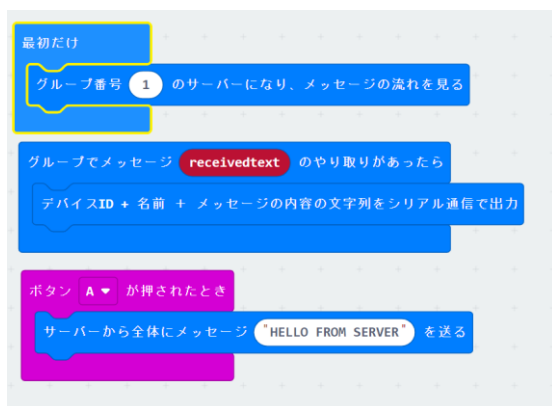 最初だけ
グループ番号 1 のサーバーになり、メッセージの流れを見る
グループでメッセージ receivedtext のやり取りがあったら
デバイスID + 名前 + メッセージの内容の文字列をシリアル通信で出力
ボタン A が押されたとき
サーバーから全体にメッセージ "HELLO FROM SERVER" を送る